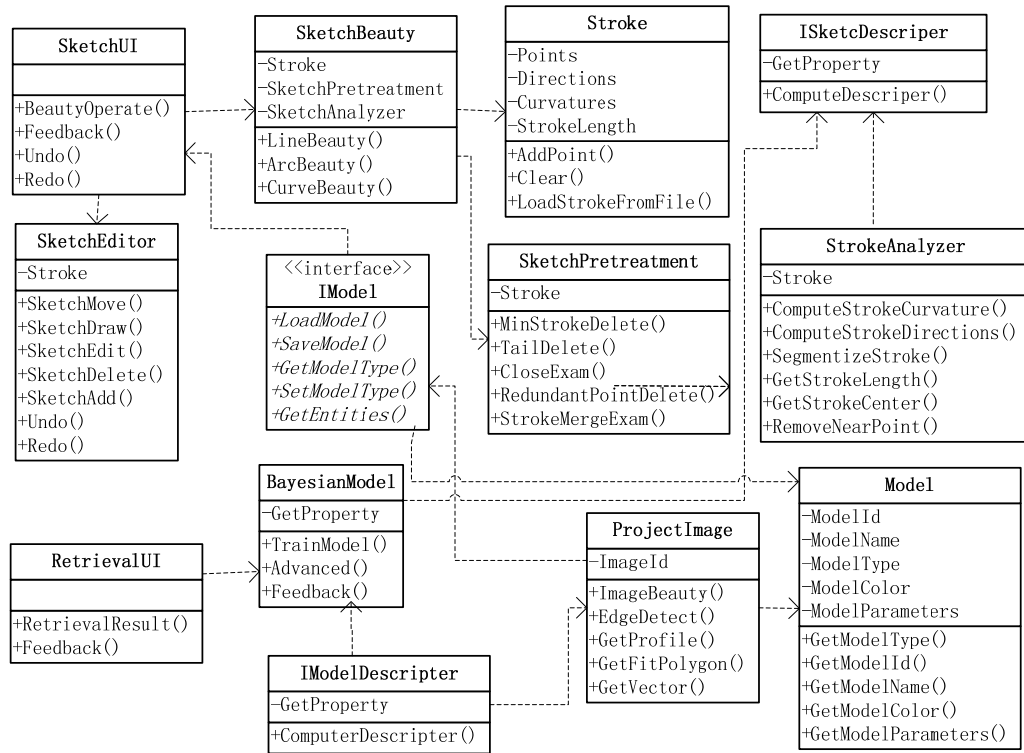 SketchUI
+BeautyOperate()
+Feedback()
+Undo()
+Redo()
SketchBeauty
-Stroke
-SketchPretreatment
-SketchAnalyzer
+LineBeauty()
+ArcBeauty()
+CurveBeauty()
Stroke
-Points
-Directions
-Curvatures
-StrokeLength
+AddPoint()
+Clear()
+LoadStrokeFromFile()
ISketcDescriper
-GetProperty
+ComputeDescriper()
SketchEditor
-Stroke
+SketchMove()
+SketchDraw()
+SketchEdit()
+SketchDelete()
+SketchAdd()
+Undo()
+Redo()
<<interface>>
IModel
+LoadModel()
+SaveModel()
+GetModelType()
+SetModelType()
+GetEntities()
SketchPretreatment
-Stroke
+MinStrokeDelete()
+TailDelete()
+CloseExam()
+RedundantPointDelete()
+StrokeMergeExam()
StrokeAnalyzer
-Stroke
+ComputeStrokeCurvature()
+ComputeStrokeDirections()
+SegmentizeStroke()
+GetStrokeLength()
+GetStrokeCenter()
+RemoveNearPoint()
RetrievalUI
+RetrievalResult()
+Feedback()
BayesianModel
-GetProperty
+TrainModel()
+Advanced()
+Feedback()
ProjectImage
-ImageId
+ImageBeauty()
+EdgeDetect()
+GetProfile()
+GetFitPolygon()
+GetVector()
Model
-ModelId
-ModelName
-ModelType
-ModelColor
-ModelParameters
+GetModelType()
+GetModelId()
+GetModelName()
+GetModelColor()
+GetModelParameters()
IModelDescripter
-GetProperty
+ComputerDescripter()